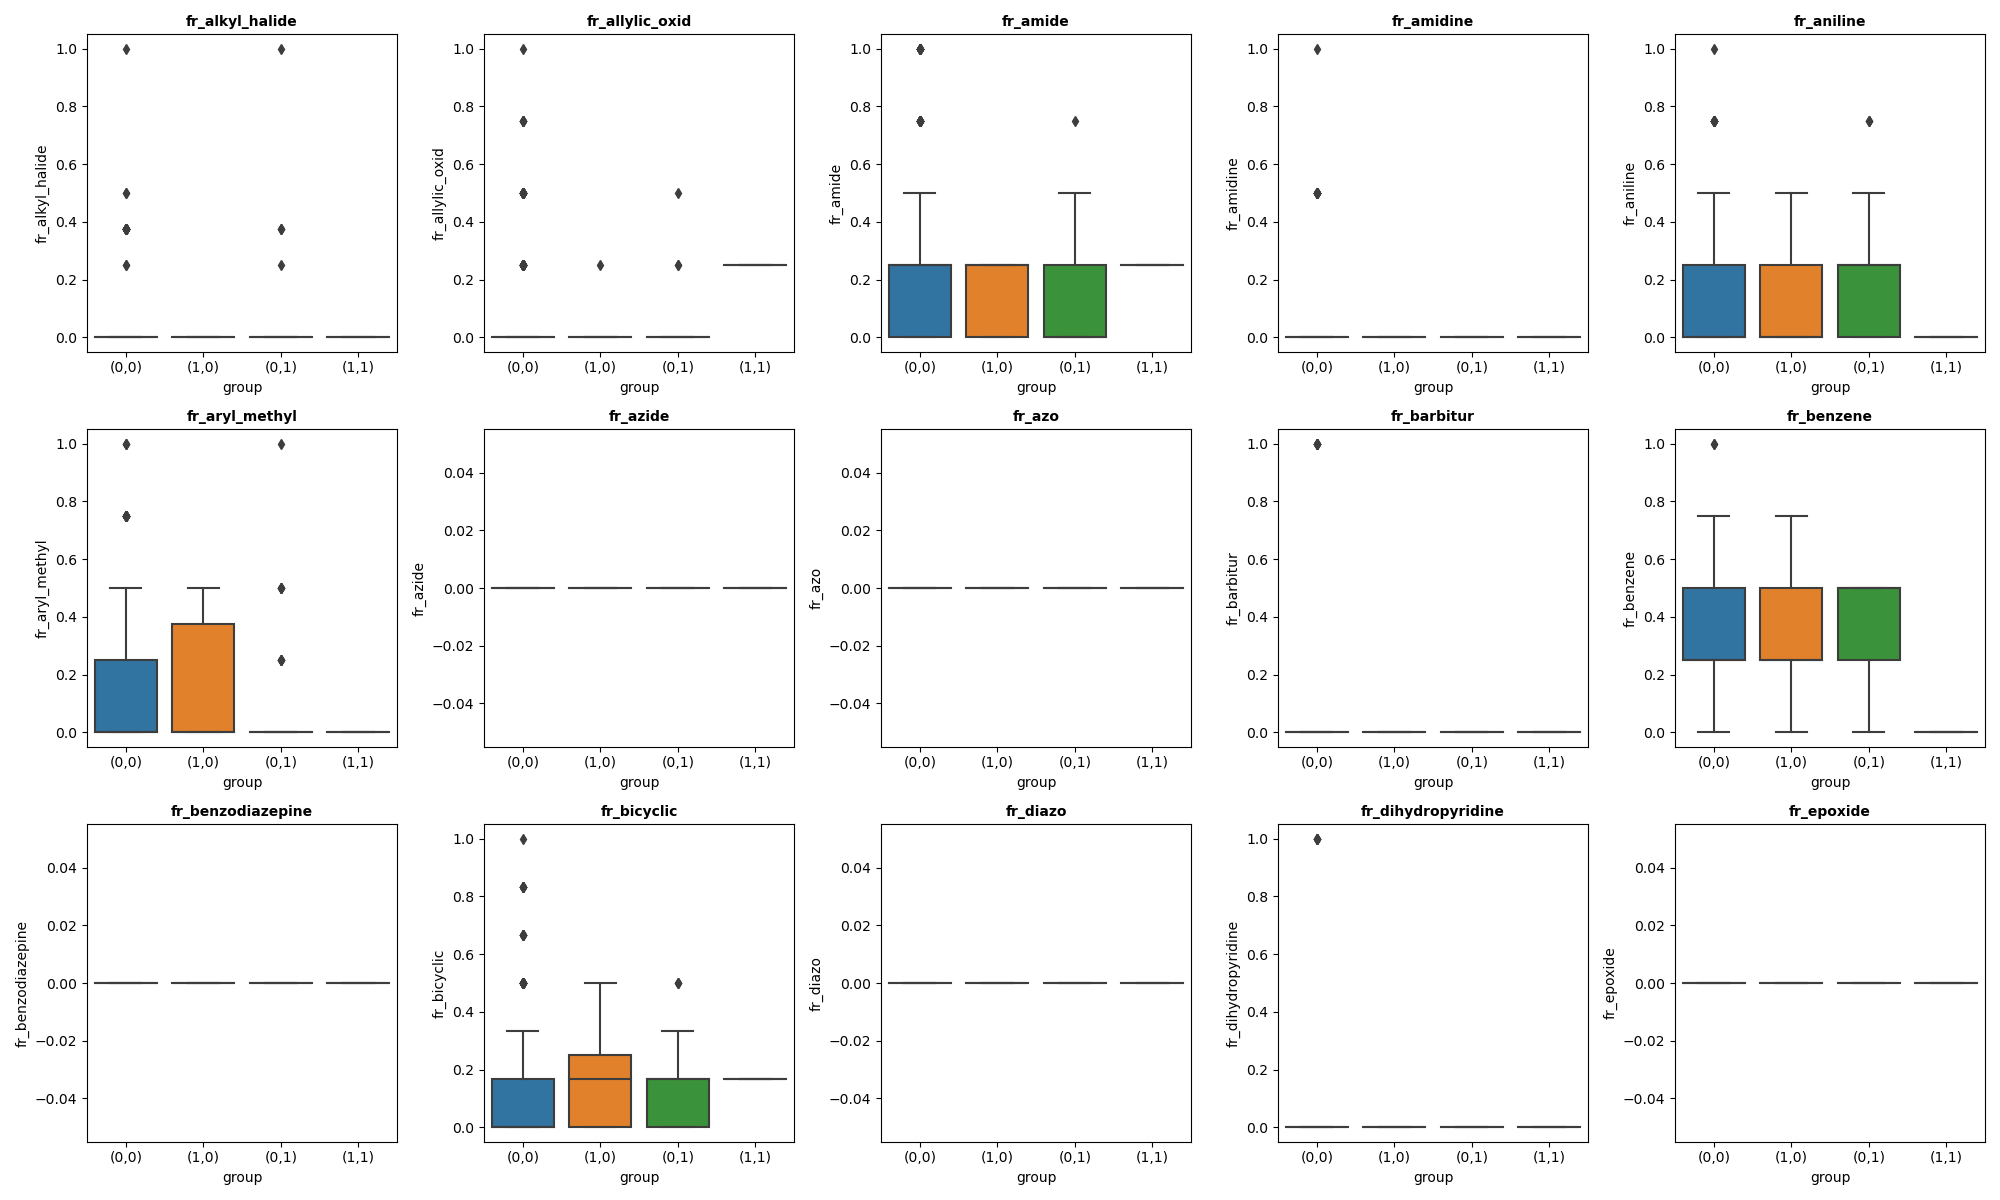 fr_alkyl_halide
fr_alkyl_halide
1.0
0.8
0.6
0.4
0.2
0.0
(0,0) (1,0) (0,1) (1,1)
group
fr_allylic_oxid
fr_allylic_oxid
1.0
0.8
0.6
0.4
0.2
0.0
(0,0) (1,0) (0,1) (1,1)
group
fr_amide
fr_amide
1.0
0.8
0.6
0.4
0.2
0.0
(0,0) (1,0) (0,1) (1,1)
group
fr_amidine
fr_amidine
1.0
0.8
0.6
0.4
0.2
0.0
(0,0) (1,0) (0,1) (1,1)
group
fr_aniline
fr_aniline
1.0
0.8
0.6
0.4
0.2
0.0
(0,0) (1,0) (0,1) (1,1)
group
fr_aryl_methyl
fr_aryl_methyl
1.0
0.8
0.6
0.4
0.2
0.0
(0,0) (1,0) (0,1) (1,1)
group
fr_azide
fr_azide
0.04
0.02
0.00
−0.02
−0.04
(0,0) (1,0) (0,1) (1,1)
group
fr_azo
fr_azo
0.04
0.02
0.00
−0.02
−0.04
(0,0) (1,0) (0,1) (1,1)
group
fr_barbitur
fr_barbitur
1.0
0.8
0.6
0.4
0.2
0.0
(0,0) (1,0) (0,1) (1,1)
group
fr_benzene
fr_benzene
1.0
0.8
0.6
0.4
0.2
0.0
(0,0) (1,0) (0,1) (1,1)
group
fr_benzodiazepine
fr_benzodiazepine
0.04
0.02
0.00
−0.02
−0.04
(0,0) (1,0) (0,1) (1,1)
group
fr_bicyclic
fr_bicyclic
1.0
0.8
0.6
0.4
0.2
0.0
(0,0) (1,0) (0,1) (1,1)
group
fr_diazo
fr_diazo
0.04
0.02
0.00
−0.02
−0.04
(0,0) (1,0) (0,1) (1,1)
group
fr_dihydropyridine
fr_dihydropyridine
1.0
0.8
0.6
0.4
0.2
0.0
(0,0) (1,0) (0,1) (1,1)
group
fr_epoxide
fr_epoxide
0.04
0.02
0.00
−0.02
−0.04
(0,0) (1,0) (0,1) (1,1)
group